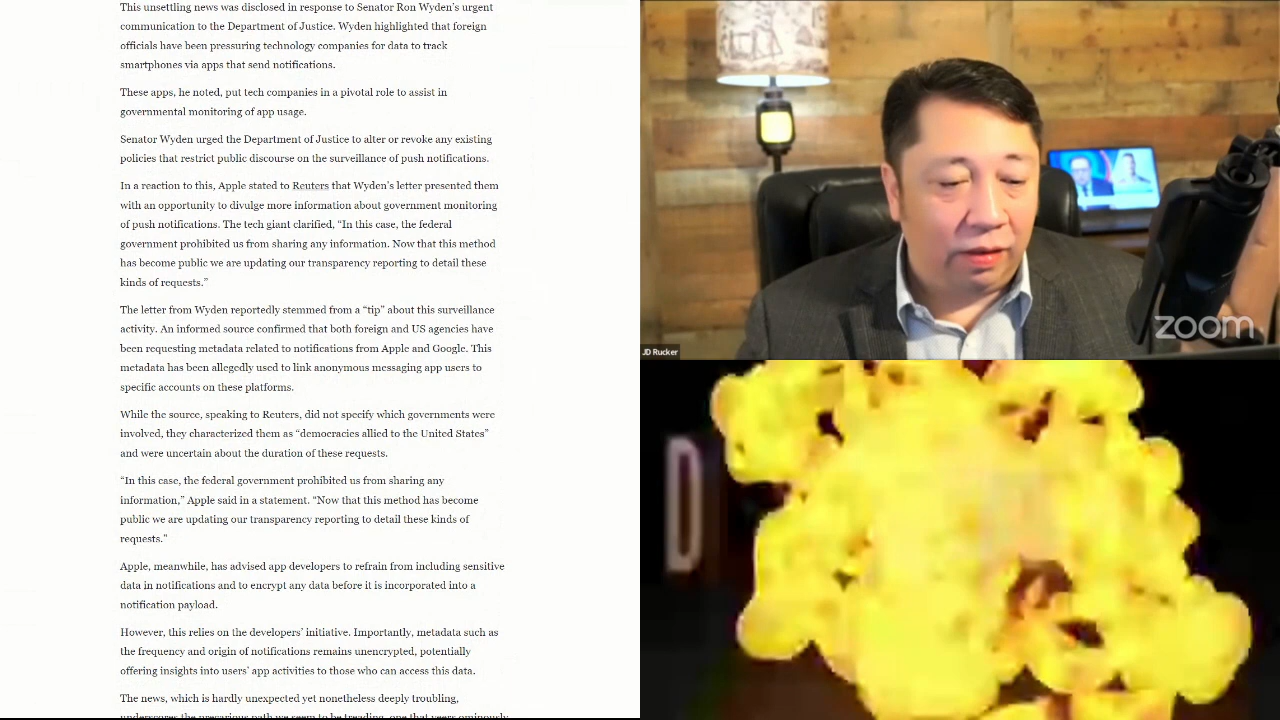 This unsettling news was disclosed in response to Senator Ron Wyden's urgent
communication to the Department of Justice. Wyden highlighted that foreign
officials have been pressuring technology companies for data to track
smartphones via apps that send notifications.
These apps, he noted, put tech companies in a pivotal role to assist in
governmental monitoring of app usage.
Senator Wyden urged the Department of Justice to alter or revoke any existing
policies that restrict public discourse on the surveillance of push notifications.
In a reaction to this, Apple stated to Reuters that Wyden's letter presented them
with an opportunity to divulge more information about government monitoring
of push notifications. The tech giant clarified, “In this case, the federal
government prohibited us from sharing any information. Now that this method
has become public we are updating our transparency reporting to detail these
kinds of requests.”
The letter from Wyden reportedly stemmed from a “tip” about this surveillance
activity. An informed source confirmed that both foreign and US agencies have
been requesting metadata related to notifications from Apple and Google. This
metadata has been allegedly used to link anonymous messaging app users to
specific accounts on these platforms.
While the source, speaking to Reuters, did not specify which governments were
involved, they characterized them as “democracies allied to the United States”
and were uncertain about the duration of these requests.
“In this case, the federal government prohibited us from sharing any
information,” Apple said in a statement. “Now that this method has become
public we are updating our transparency reporting to detail these kinds of
requests.”
Apple, meanwhile, has advised app developers to refrain from including sensitive
data in notifications and to encrypt any data before it is incorporated into a
notification payload.
However, this relies on the developers' initiative. Importantly, metadata such as
the frequency and origin of notifications remains unencrypted, potentially
offering insights into users' app activities to those who can access this data.
The news, which is hardly unexpected yet nonetheless deeply troubling,
underscores the precarious path we seem to be treading, one that veers ominously
zoom
JD Rucker
D